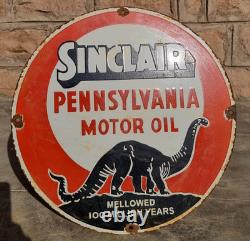 SINCLAIR
PENNSYLVANIA
MOTOR OIL
MELLOWED
YEARS